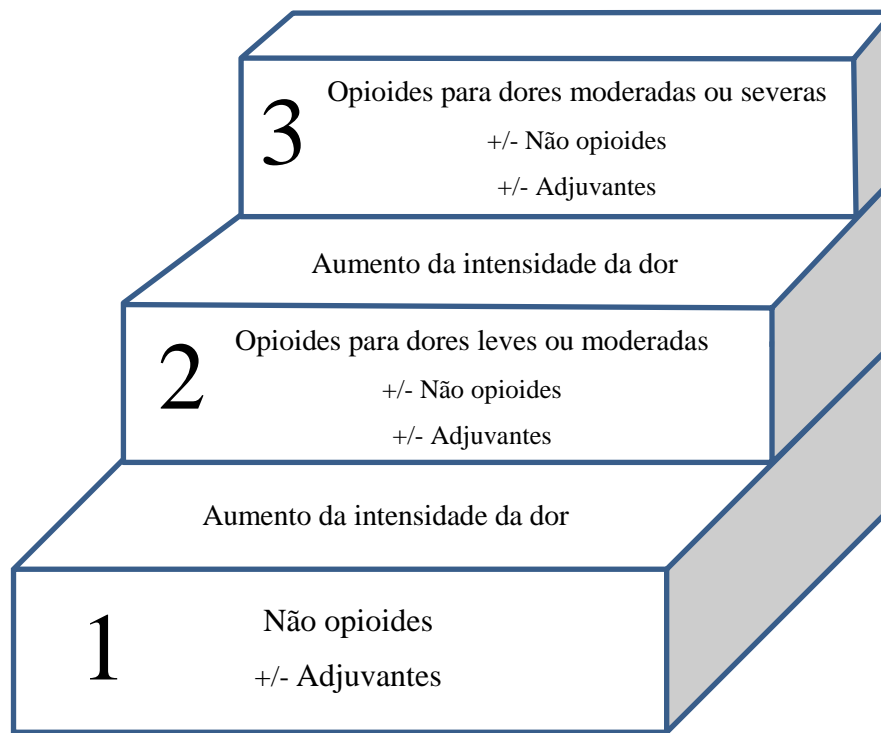 3
Opioides para dores moderadas ou severas
+/- Não opioides
+/- Adjuvantes
Aumento da intensidade da dor
2
Opioides para dores leves ou moderadas
+/- Não opioides
+/- Adjuvantes
Aumento da intensidade da dor
1
Não opioides
+/- Adjuvantes